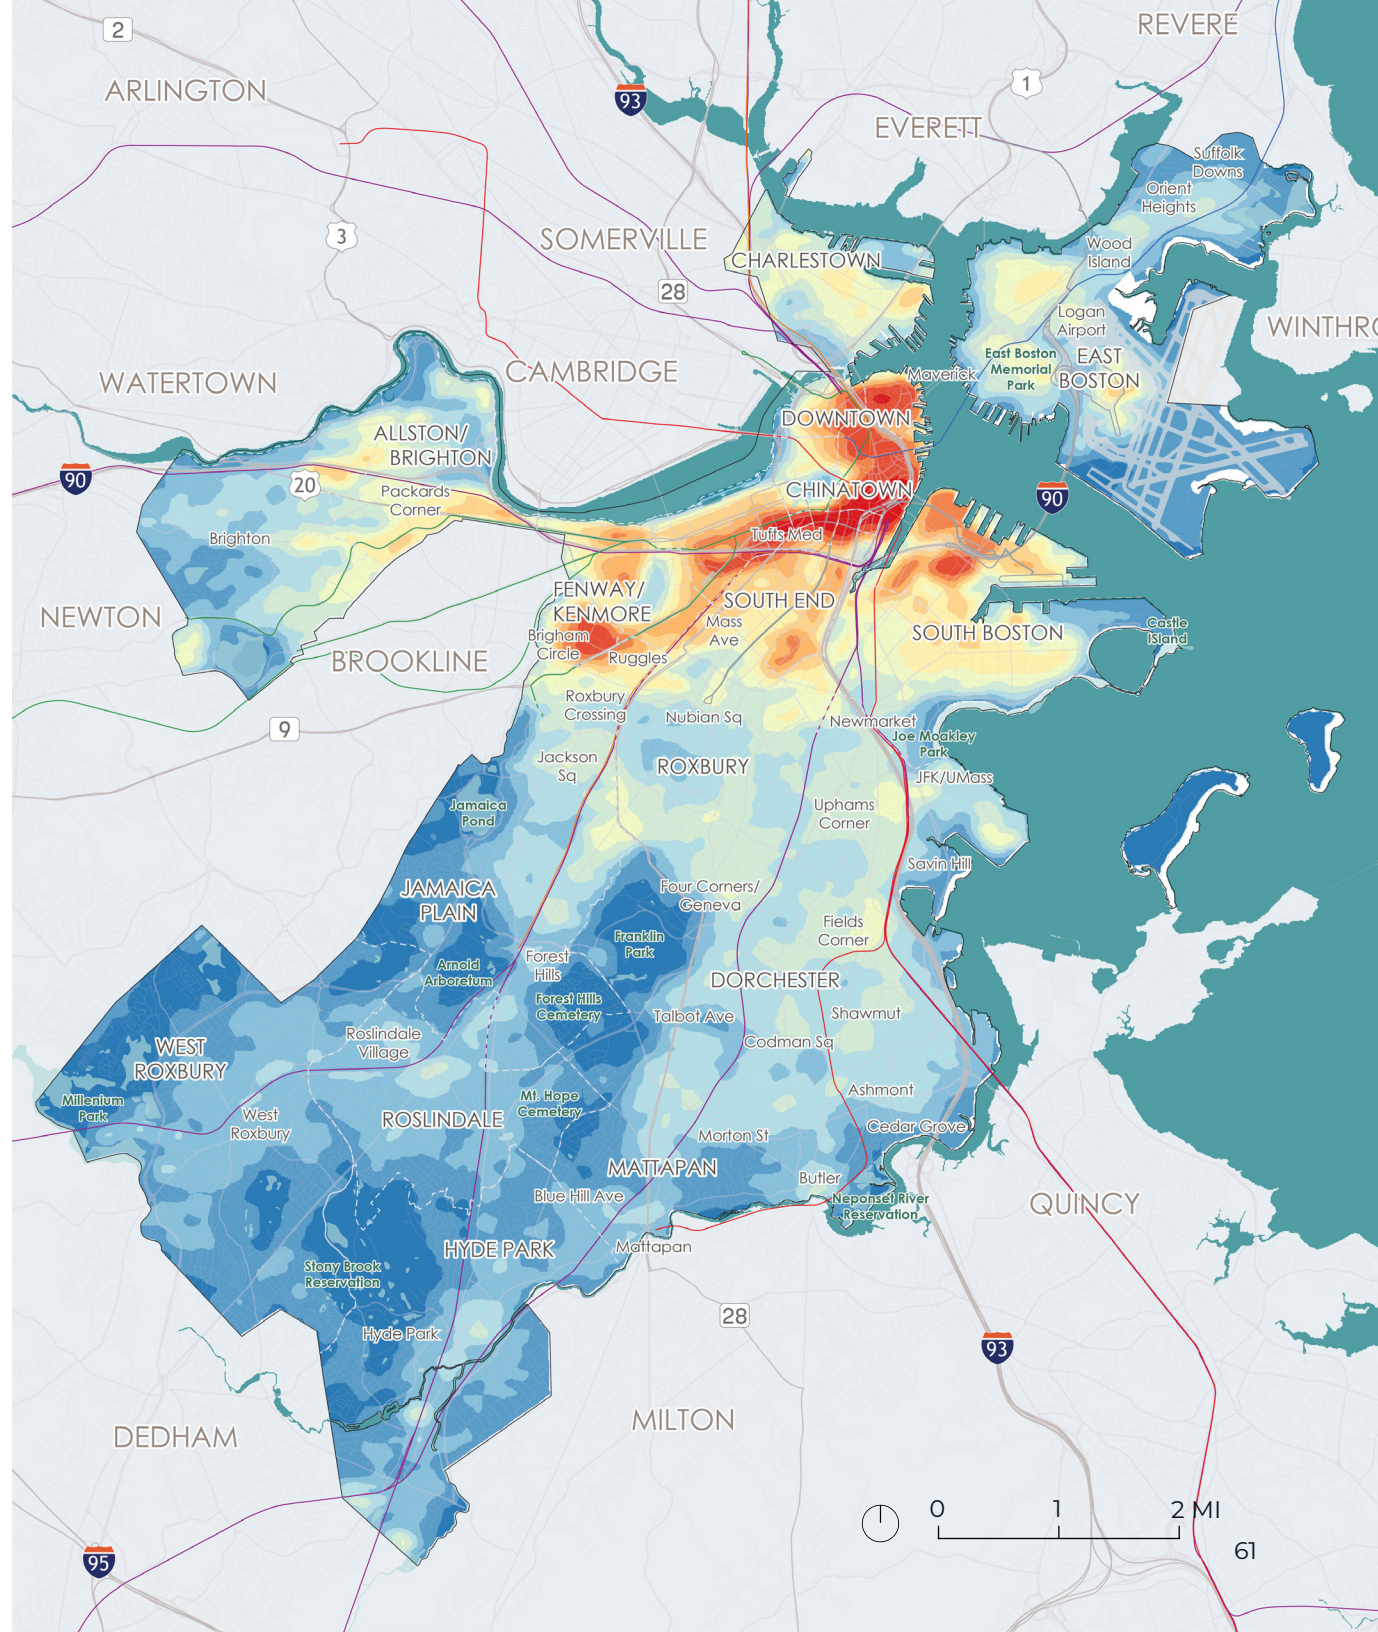 REVERE
2
ARLINGTON
93
1
EVERETT
Suffolk
Downs
Orient
Heights
3
SOMERVILLE
Wood
Island
CHARLESTOWN
28
Logan
Airport
WINTHRO
WATERTOWN
CAMBRIDGE
Maverick
East Boston
Memorial
Park
EAST
BOSTON
DOWNTOWN
ALLSTON/
BRIGHTON
90
20
CHINATOWN
90
Packards
Corner
Brighton
Tufts Med
NEWTON
FENWAY/
KENMORE
SOUTH END
Mass
Ave
SOUTH BOSTON
Castle
Island
Brigham
Circle
Ruggles
BROOKLINE
Roxbury
Crossing
Nubian Sq
Newmarket
9
Joe Moakley
Park
Jackson
Sq
ROXBURY
JFK/UMass
Jamaica
Pond
Uphams
Corner
Savin Hill
JAMAICA
PLAIN
Four Corners/
Geneva
Fields
Corner
Franklin
Park
Arnold
Arboretum
Forest
Hills
DORCHESTER
Forest Hills
Cemetery
Talbot Ave
Shawmut
Roslindale
Village
Codman Sq
WEST
ROXBURY
Ashmont
Millenium
Park
Mt. Hope
Cemetery
West
Roxbury
ROSLINDALE
Cedar Grove
Morton St
MATTAPAN
Butler
Blue Hill Ave
Neponset River
Reservation
QUINCY
HYDE PARK
Mattapan
Stony Brook
Reservation
28
Hyde Park
93
MILTON
DEDHAM
0 1 2 MI
61
95